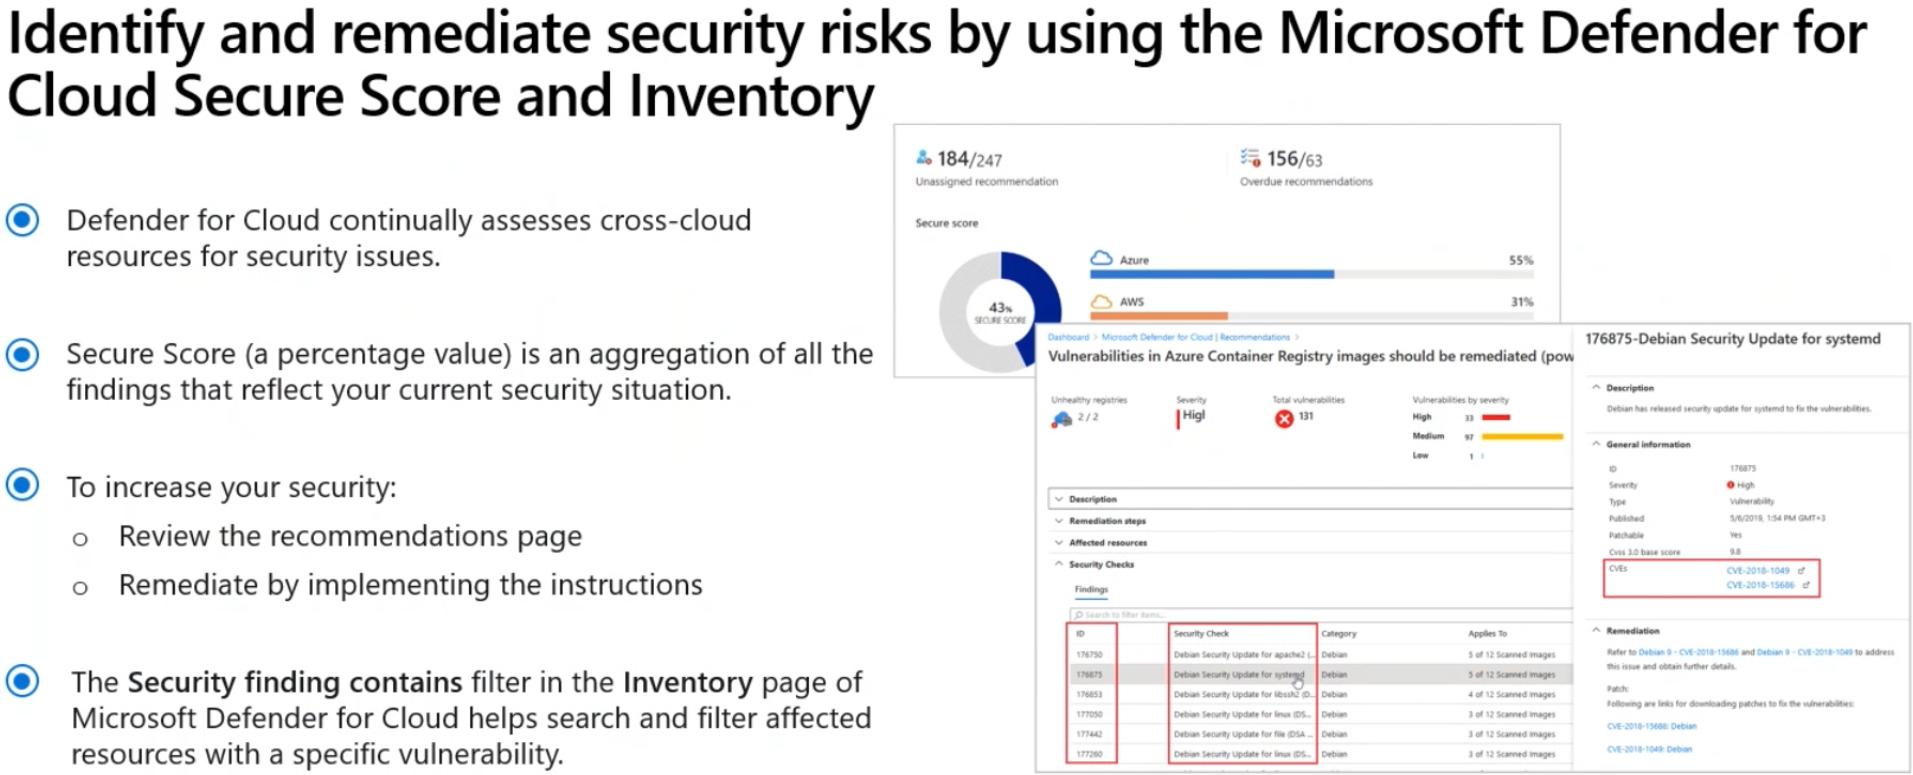 Identify and remediate security risks by using the Microsoft Defender for
Cloud Secure Score and Inventory
Defender for Cloud continually assesses cross-cloud
resources for security issues.
Secure Score (a percentage value) is an aggregation of all the
findings that reflect your current security situation.
To increase your security:
o Review the recommendations page
o Remediate by implementing the instructions
The Security finding contains filter in the Inventory page of
Microsoft Defender for Cloud helps search and filter affected
resources with a specific vulnerability.
184/247
Unassigned recommendation
156/63
Overdue recommendations
Secure score
43%
SECURE SCORE
Azure 55%
AWS 31%
Dashboard > Microsoft Defender for Cloud | Recommendations >
Vulnerabilities in Azure Container Registry images should be remediated (pow
Unhealthy registries
2 / 2
Severity
Higl
Total vulnerabilities
131
Vulnerabilities by severity
High 33
Medium 97
Low 1
Description
Remediation steps
Affected resources
Security Checks
Findings
Search to filter items...
ID Security Check Category Applies To
176750 Debian Security Update for apache2 (... Debian 5 of 12 Scanned images
176875 Debian Security Update for systemd Debian 5 of 12 Scanned images
176853 Debian Security Update for libssh2 (D... Debian 4 of 12 Scanned images
177050 Debian Security Update for linux (DS... Debian 3 of 12 Scanned images
177442 Debian Security Update for file (DSA ... Debian 3 of 12 Scanned images
177260 Debian Security Update for linux (DS... Debian 3 of 12 Scanned images
176875-Debian Security Update for systemd
Description
Debian has released security update for systemd to fix the vulnerabilities.
General information
ID 176875
Severity High
Type Vulnerability
Published 5/6/2019, 1:54 PM GMT+3
Patchable Yes
Cvss 3.0 base score 9.8
CVEs CVE-2018-1049
CVE-2018-15686
Remediation
Refer to Debian 9 - CVE-2018-15686 and Debian 9 - CVE-2018-1049 to address
this issue and obtain further details.
Patch:
Following are links for downloading patches to fix the vulnerabilities:
CVE-2018-15686: Debian
CVE-2018-1049: Debian